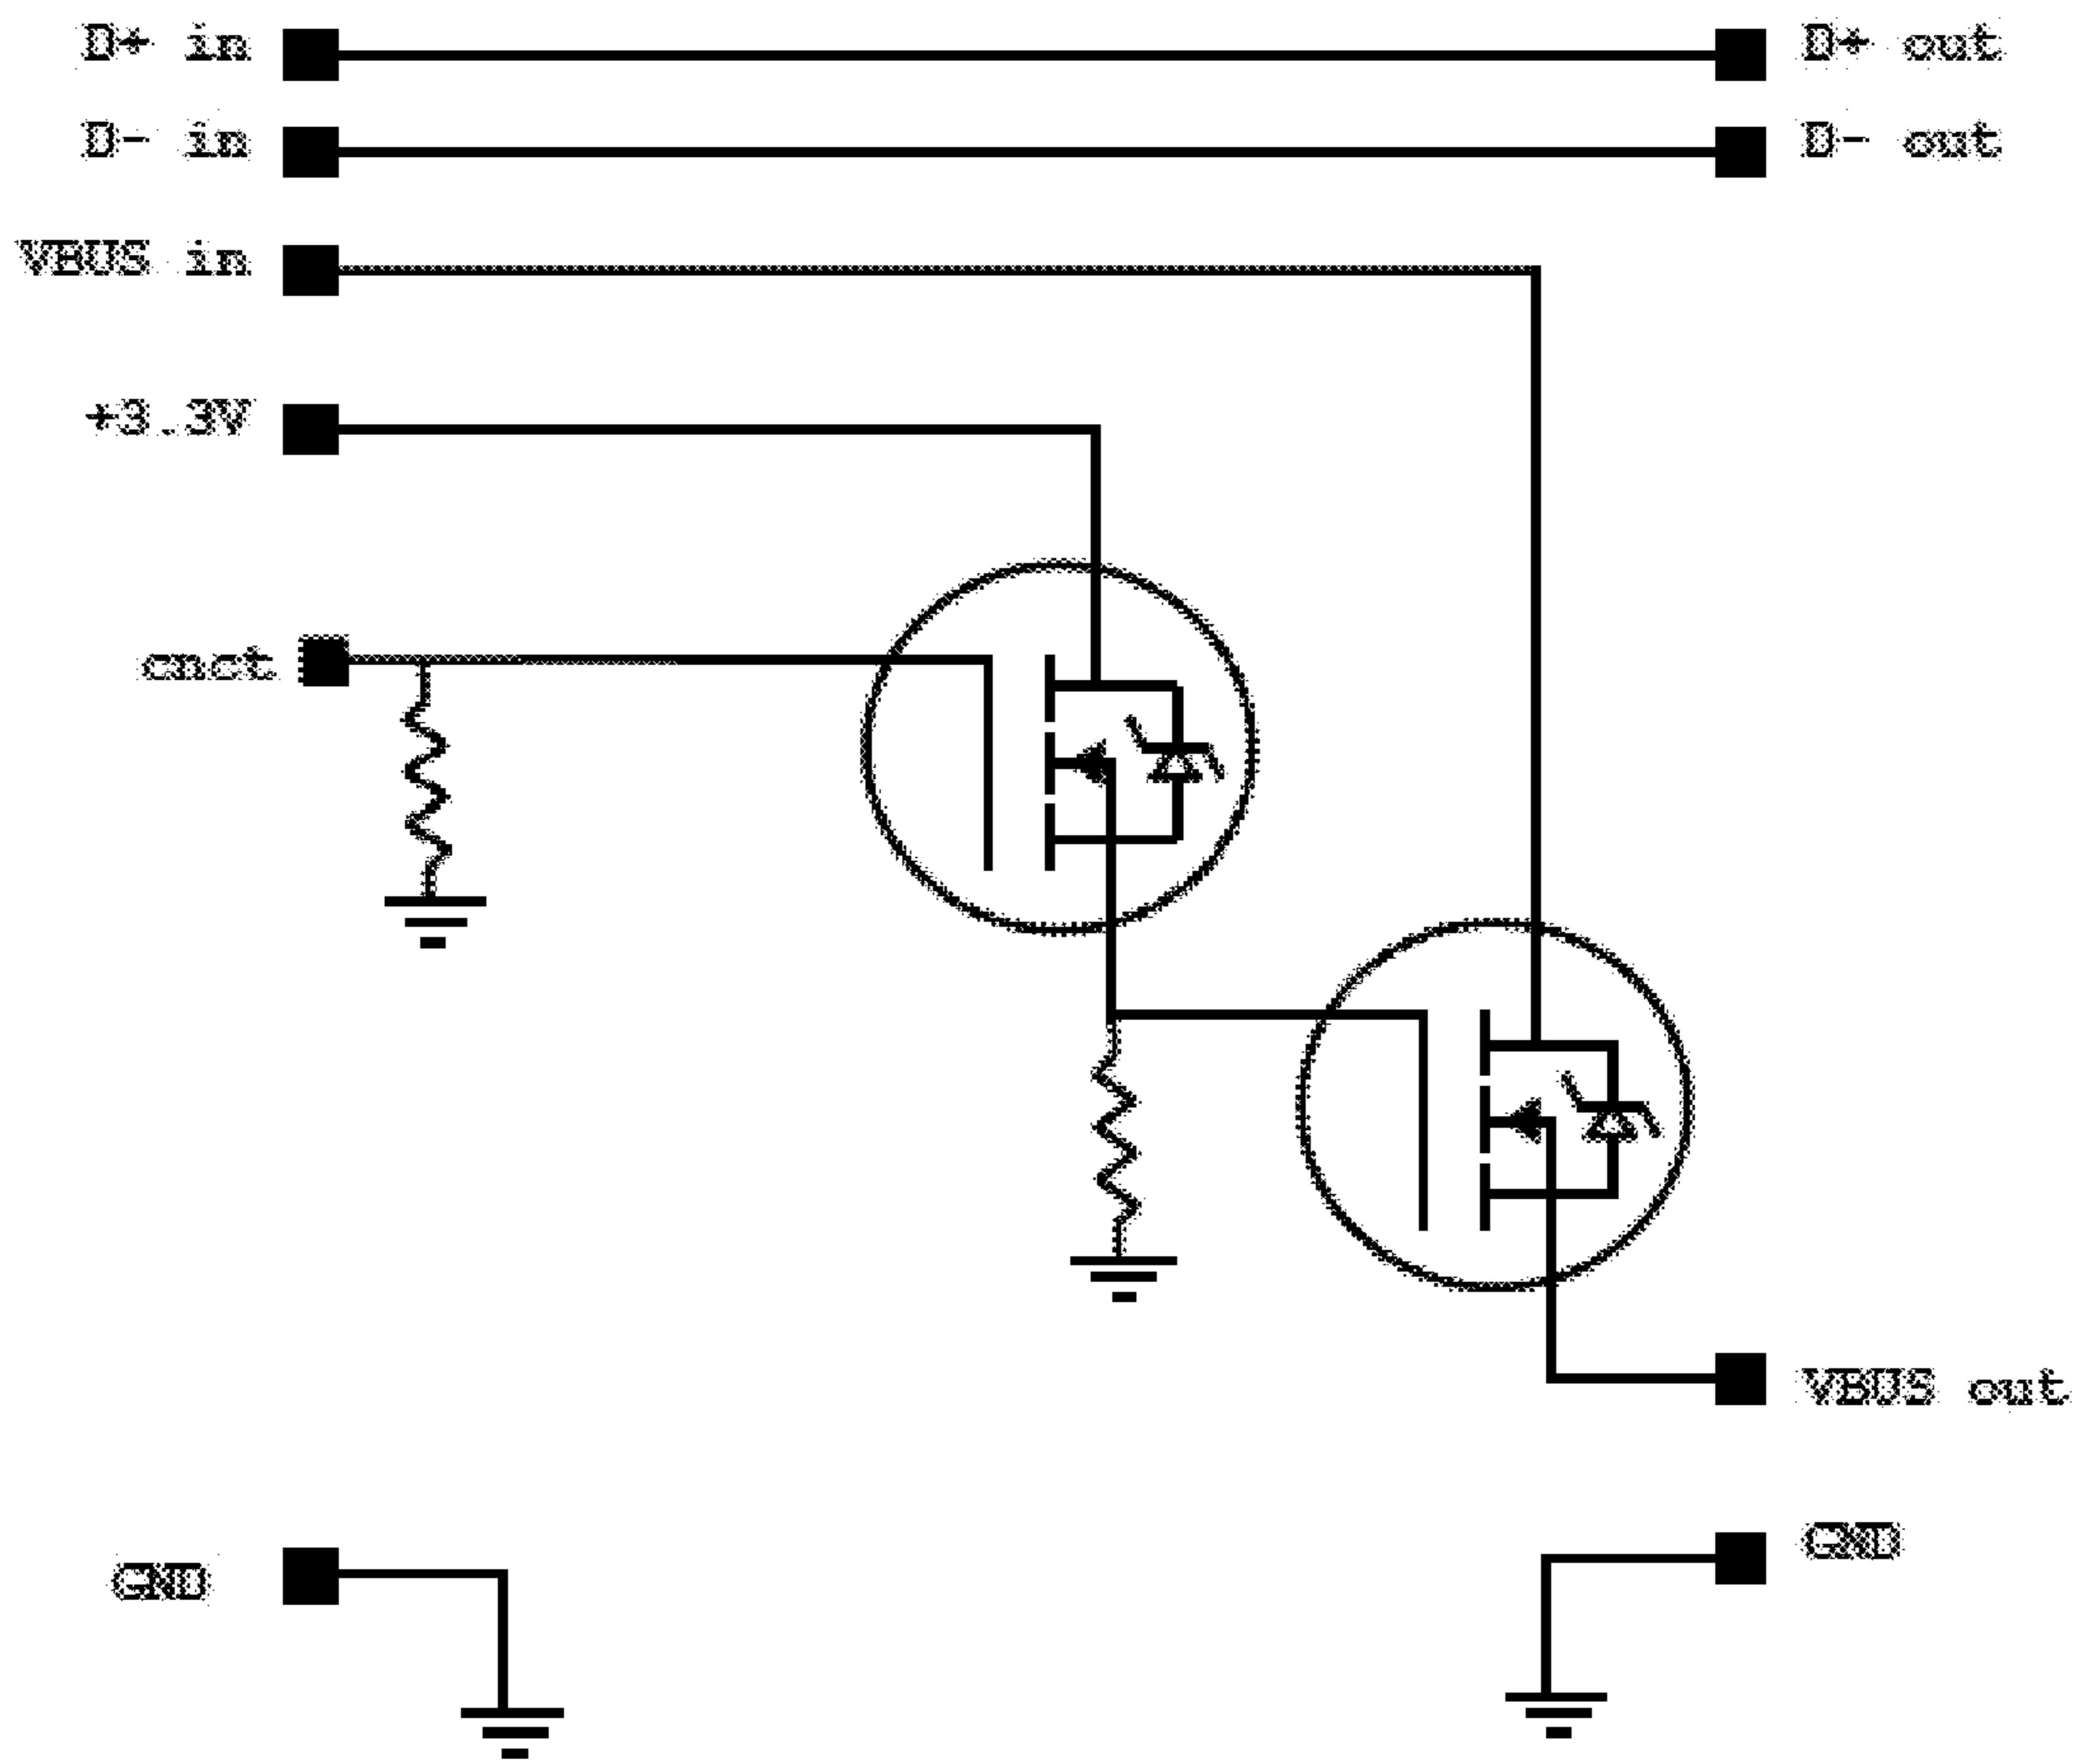 D+ in
D+ out
D- in
D- out
VBUS in
+3.3V
cnct
VBUS out
GND
GND